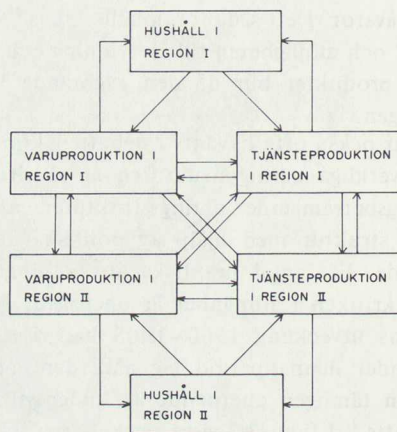 HUSHÅLL I
REGION I
VARUPRODUKTION I
REGION I
TJÄNSTEPRODUKTION
I REGION I
VARUPRODUKTION I
REGION II
TJÄNSTEPRODUKTION
I REGION II
HUSHÅLL I
REGION II